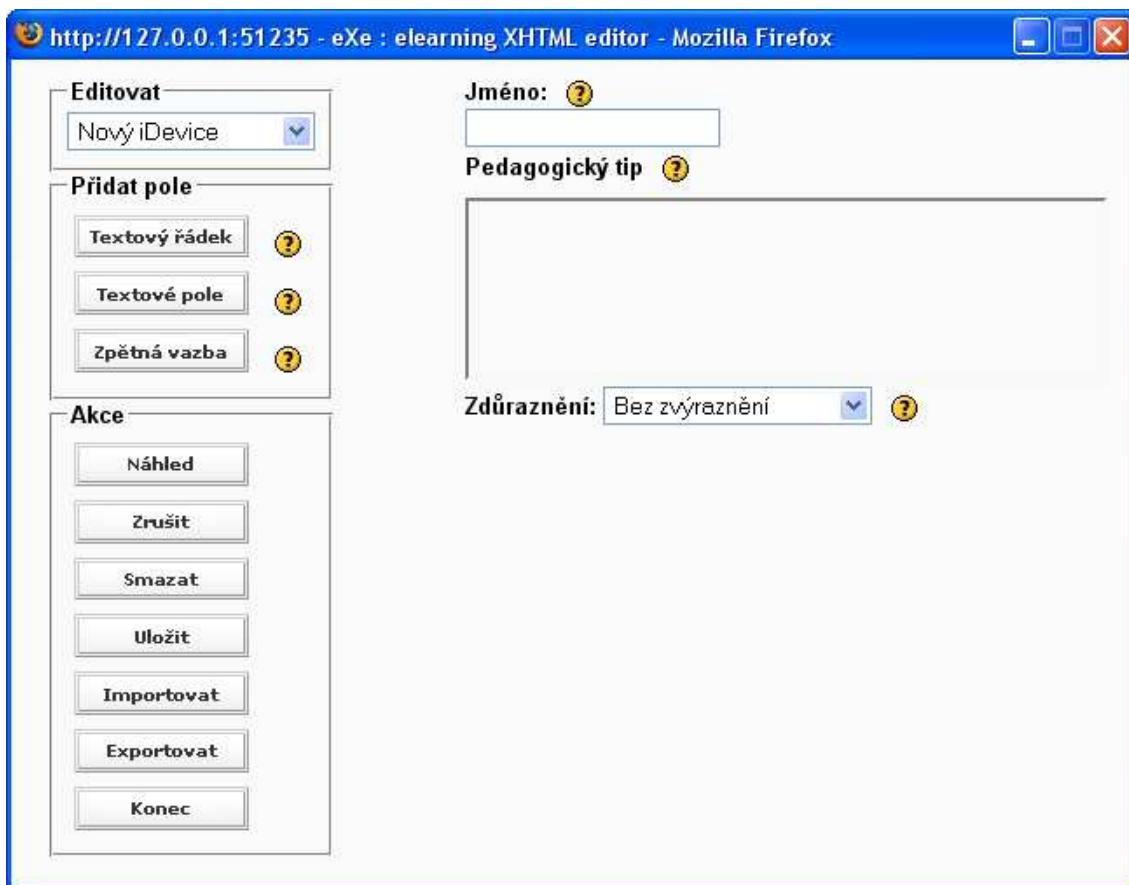 http://127.0.0.1:51235 - eXe : elearning XHTML editor - Mozilla Firefox
Editovat
Nový iDevice
Přidat pole
Textový řádek
?
Textové pole
?
Zpětná vazba
?
Akce
Náhled
Zrušit
Smazat
Uložit
Importovat
Exportovat
Konec
Jméno: ?
Pedagogický tip ?
Zdůraznění: Bez zvýraznění ?